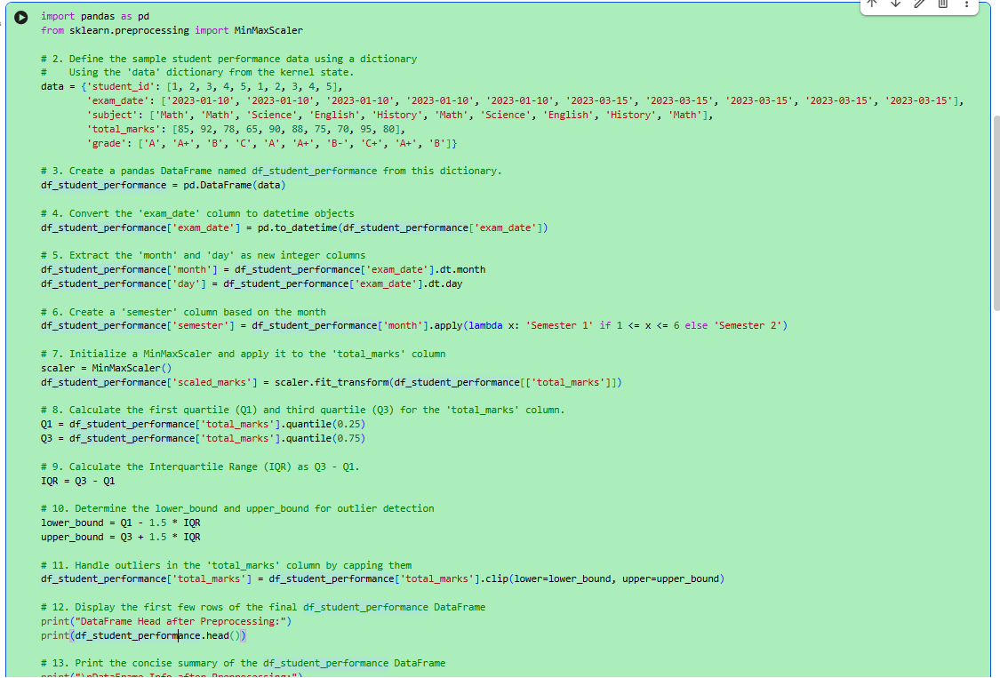 import pandas as pd
from sklearn.preprocessing import MinMaxScaler
# 2. Define the sample student performance data using a dictionary
#    Using the 'data' dictionary from the kernel state.
data = {'student_id': [1, 2, 3, 4, 5, 1, 2, 3, 4, 5],
        'exam_date': ['2023-01-10', '2023-01-10', '2023-01-10', '2023-01-10', '2023-01-10', '2023-03-15', '2023-03-15', '2023-03-15', '2023-03-15', '2023-03-15'],
        'subject': ['Math', 'Math', 'Science', 'English', 'History', 'Math', 'Science', 'English', 'History', 'Math'],
        'total_marks': [85, 92, 78, 65, 90, 88, 75, 70, 95, 80],
        'grade': ['A', 'A+', 'B', 'C', 'A', 'A+', 'B-', 'C+', 'A+', 'B']}
# 3. Create a pandas DataFrame named df_student_performance from this dictionary.
df_student_performance = pd.DataFrame(data)
# 4. Convert the 'exam_date' column to datetime objects
df_student_performance['exam_date'] = pd.to_datetime(df_student_performance['exam_date'])
# 5. Extract the 'month' and 'day' as new integer columns
df_student_performance['month'] = df_student_performance['exam_date'].dt.month
df_student_performance['day'] = df_student_performance['exam_date'].dt.day
# 6. Create a 'semester' column based on the month
df_student_performance['semester'] = df_student_performance['month'].apply(lambda x: 'Semester 1' if 1 <= x <= 6 else 'Semester 2')
# 7. Initialize a MinMaxScaler and apply it to the 'total_marks' column
scaler = MinMaxScaler()
df_student_performance['scaled_marks'] = scaler.fit_transform(df_student_performance[['total_marks']])
# 8. Calculate the first quartile (Q1) and third quartile (Q3) for the 'total_marks' column.
Q1 = df_student_performance['total_marks'].quantile(0.25)
Q3 = df_student_performance['total_marks'].quantile(0.75)
# 9. Calculate the Interquartile Range (IQR) as Q3 - Q1.
IQR = Q3 - Q1
# 10. Determine the lower_bound and upper_bound for outlier detection
lower_bound = Q1 - 1.5 * IQR
upper_bound = Q3 + 1.5 * IQR
# 11. Handle outliers in the 'total_marks' column by capping them
df_student_performance['total_marks'] = df_student_performance['total_marks'].clip(lower=lower_bound, upper=upper_bound)
# 12. Display the first few rows of the final df_student_performance DataFrame
print("DataFrame Head after Preprocessing:")
print(df_student_performance.head())
# 13. Print the concise summary of the df_student_performance DataFrame
print("\nDataFrame Info after Preprocessing:")